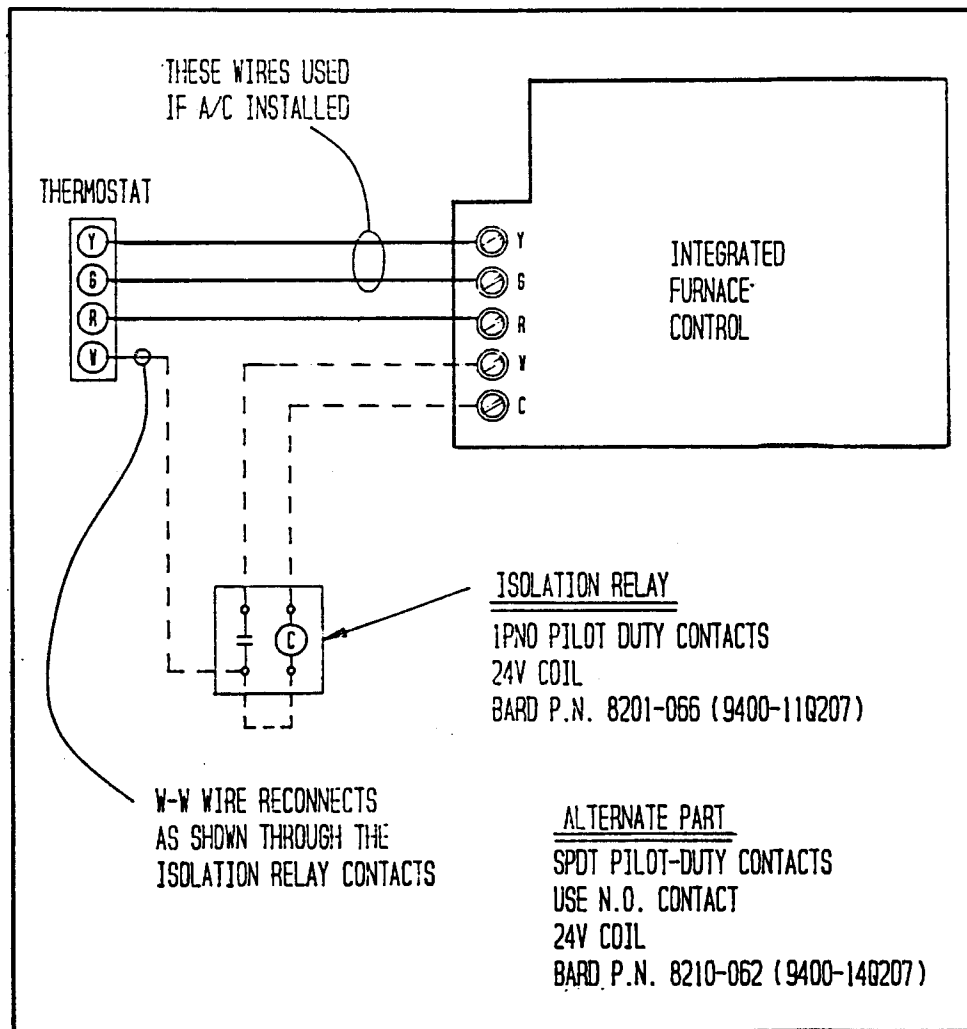 THESE WIRES USED
IF A/C INSTALLED
THERMOSTAT
Y
G
R
W
Y
G
R
W
C
INTEGRATED
FURNACE
CONTROL
C
ISOLATION RELAY
1PNO PILOT DUTY CONTACTS
24V COIL
BARD P.N. 8201-066 (9400-11Q207)
W-W WIRE RECONNECTS
AS SHOWN THROUGH THE
ISOLATION RELAY CONTACTS
ALTERNATE PART
SPDT PILOT-DUTY CONTACTS
USE N.O. CONTACT
24V COIL
BARD P.N. 8210-062 (9400-14Q207)